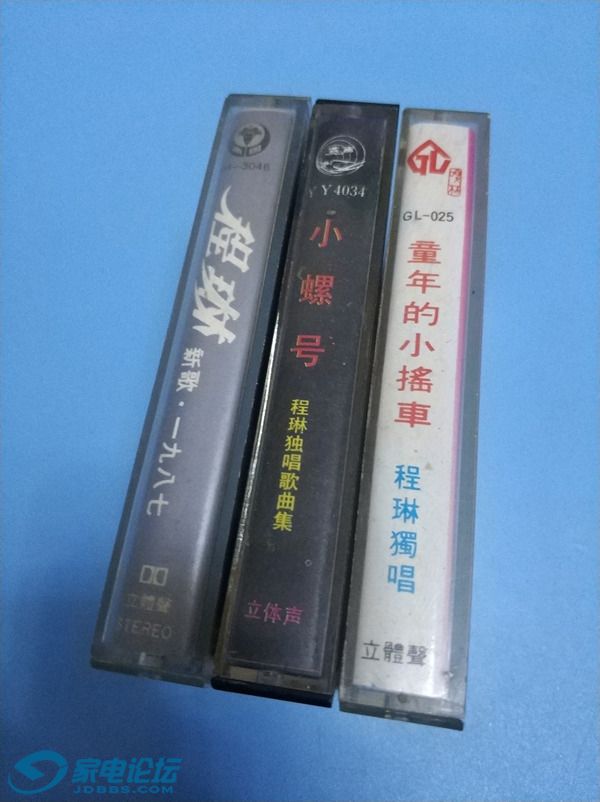 程琳
新歌·一九八七
立體聲
STEREO
Y4034
小螺号
程琳独唱歌曲集
立体声
GL
GL-025
童年的小搖車
程琳獨唱
立體聲
家电论坛
JDBBS.COM